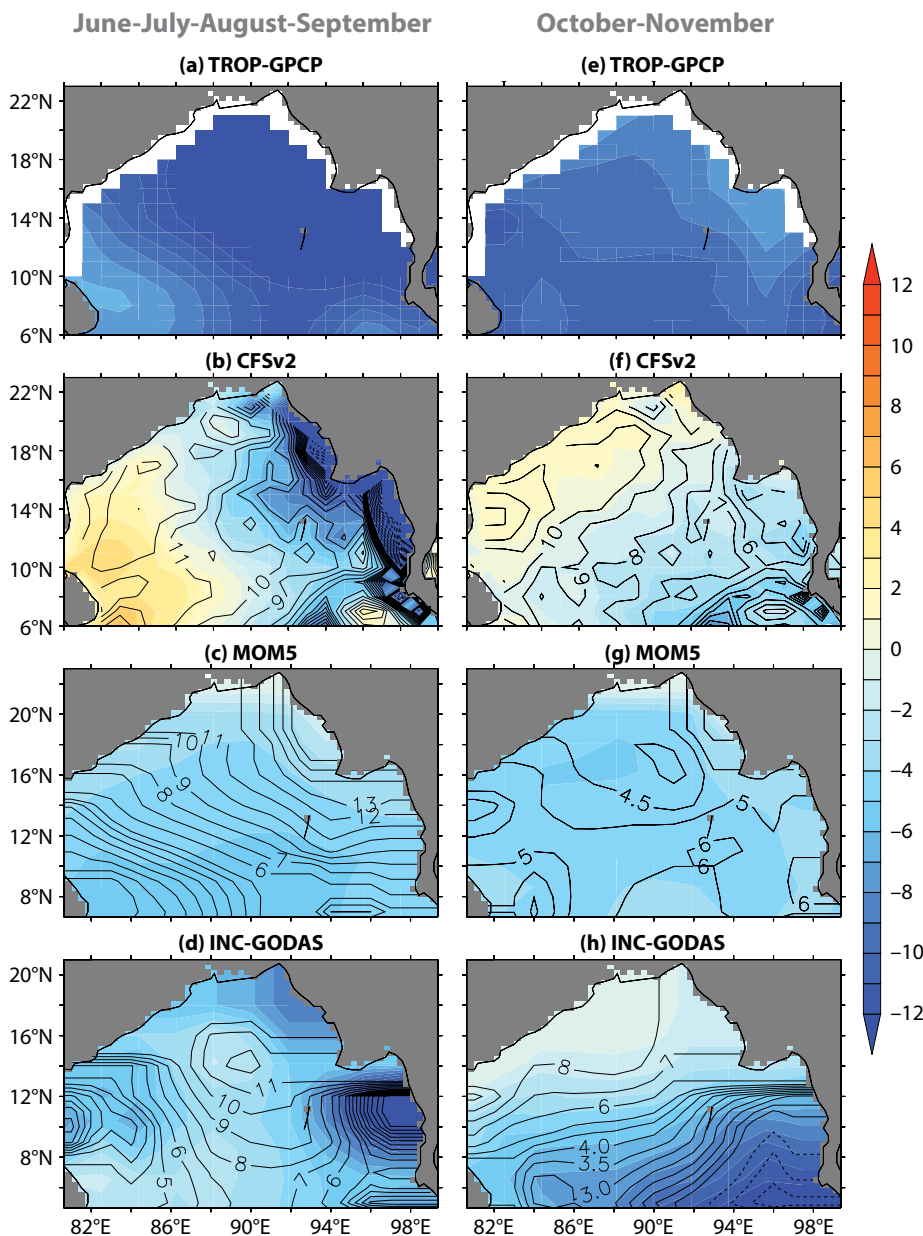 June-July-August-September
October-November
(a) TROP-GPCP
(e) TROP-GPCP
22°N
18°N
14°N
10°N
6°N
(b) CFSv2
(f) CFSv2
22°N
18°N
14°N
10°N
6°N
11
10
9
10
8
6
6
(c) MOM5
(g) MOM5
20°N
16°N
12°N
8°N
10 11
8 9
13
12
6 7
4.5
5
6
6
5
6
(d) INC-GODAS
(h) INC-GODAS
20°N
16°N
12°N
8°N
11
10
9
8
7
6
5
6
8
7
6
4.0
3.5
3.0
82°E
86°E
90°E
94°E
98°E
82°E
86°E
90°E
94°E
98°E
12
10
8
6
4
2
0
−2
−4
−6
−8
−10
−12